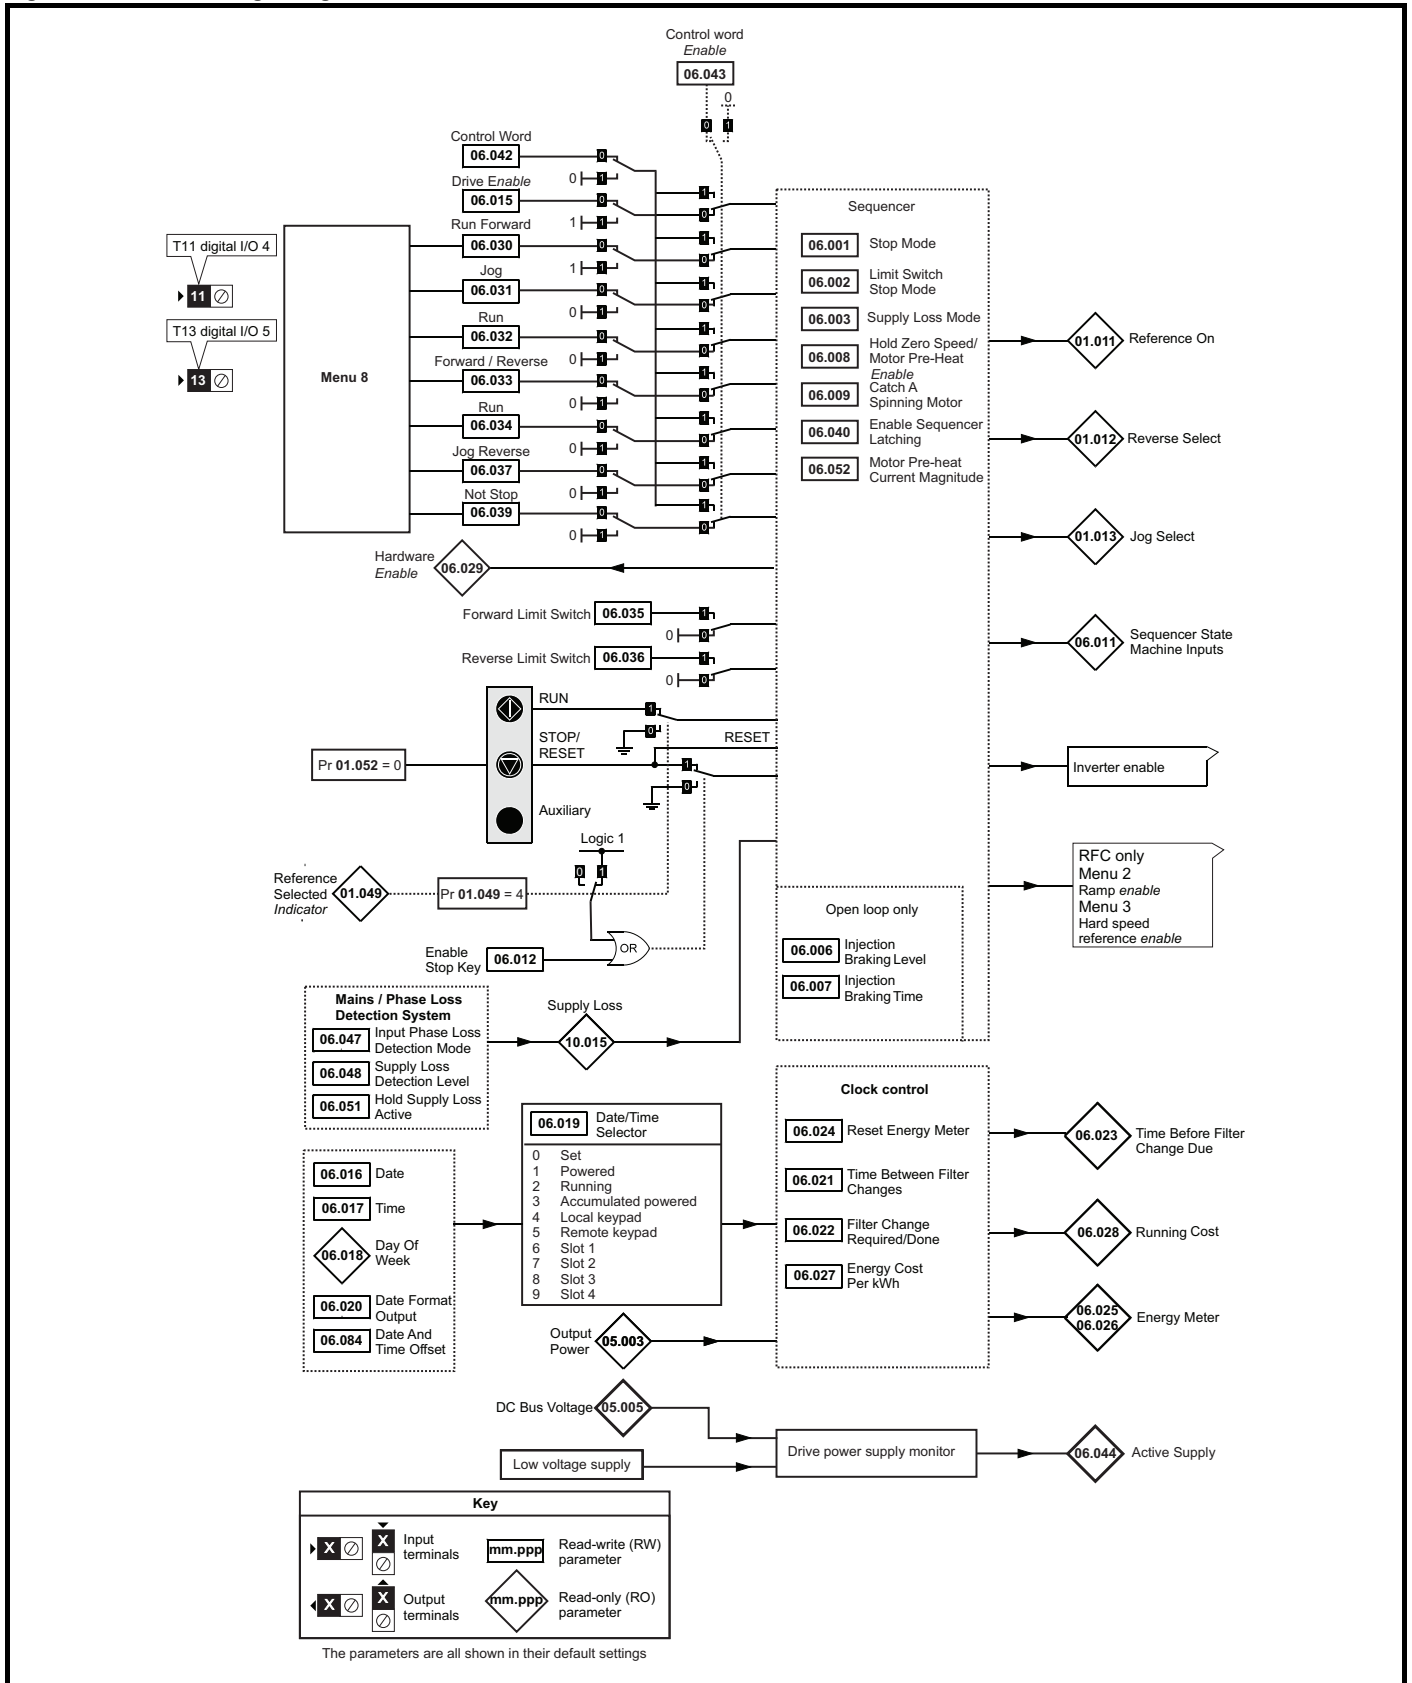 Control word
Enable
06.043
0
0 1
Control Word
06.042
0
0 1
Drive Enable
06.015
0
1 1
Run Forward
06.030
0
1 1
Jog
06.031
0
0 1
Run
06.032
0
0 1
Forward / Reverse
06.033
0
0 1
Run
06.034
0
0 1
Jog Reverse
06.037
0
0 1
Not Stop
06.039
0
0 1
1
0
1
0
1
0
1
0
1
0
1
0
1
0
1
0
T11 digital I/O 4
11
T13 digital I/O 5
13
Menu 8
Sequencer
06.001 Stop Mode
06.002 Limit Switch
Stop Mode
06.003 Supply Loss Mode
06.008 Hold Zero Speed/
Motor Pre-Heat
Enable
06.009 Catch A
Spinning Motor
06.040 Enable Sequencer
Latching
06.052 Motor Pre-heat
Current Magnitude
01.011 Reference On
01.012 Reverse Select
01.013 Jog Select
06.011 Sequencer State
Machine Inputs
Inverter enable
RFC only
Menu 2
Ramp enable
Menu 3
Hard speed
reference enable
Hardware
Enable
06.029
Forward Limit Switch 06.035
1
0 0
Reverse Limit Switch 06.036
1
0 0
RUN
1
0
STOP/
RESET
RESET
1
0
Pr 01.052 = 0
Auxiliary
Logic 1
0 1
Reference
Selected
Indicator
01.049
Pr 01.049 = 4
OR
Enable
Stop Key
06.012
Open loop only
06.006 Injection
Braking Level
06.007 Injection
Braking Time
Mains / Phase Loss
Detection System
06.047 Input Phase Loss
Detection Mode
06.048 Supply Loss
Detection Level
06.051 Hold Supply Loss
Active
Supply Loss
10.015
06.016 Date
06.017 Time
06.018 Day Of
Week
06.020 Date Format
Output
06.084 Date And
Time Offset
06.019 Date/Time
Selector
0 Set
1 Powered
2 Running
3 Accumulated powered
4 Local keypad
5 Remote keypad
6 Slot 1
7 Slot 2
8 Slot 3
9 Slot 4
Clock control
06.024 Reset Energy Meter
06.021 Time Between Filter
Changes
06.022 Filter Change
Required/Done
06.027 Energy Cost
Per kWh
06.023 Time Before Filter
Change Due
06.028 Running Cost
06.025
06.026 Energy Meter
Output
Power
05.003
DC Bus Voltage 05.005
Low voltage supply
Drive power supply monitor
06.044 Active Supply
Key
X X Input
terminals
mm.ppp Read-write (RW)
parameter
X X Output
terminals
mm.ppp Read-only (RO)
parameter
The parameters are all shown in their default settings